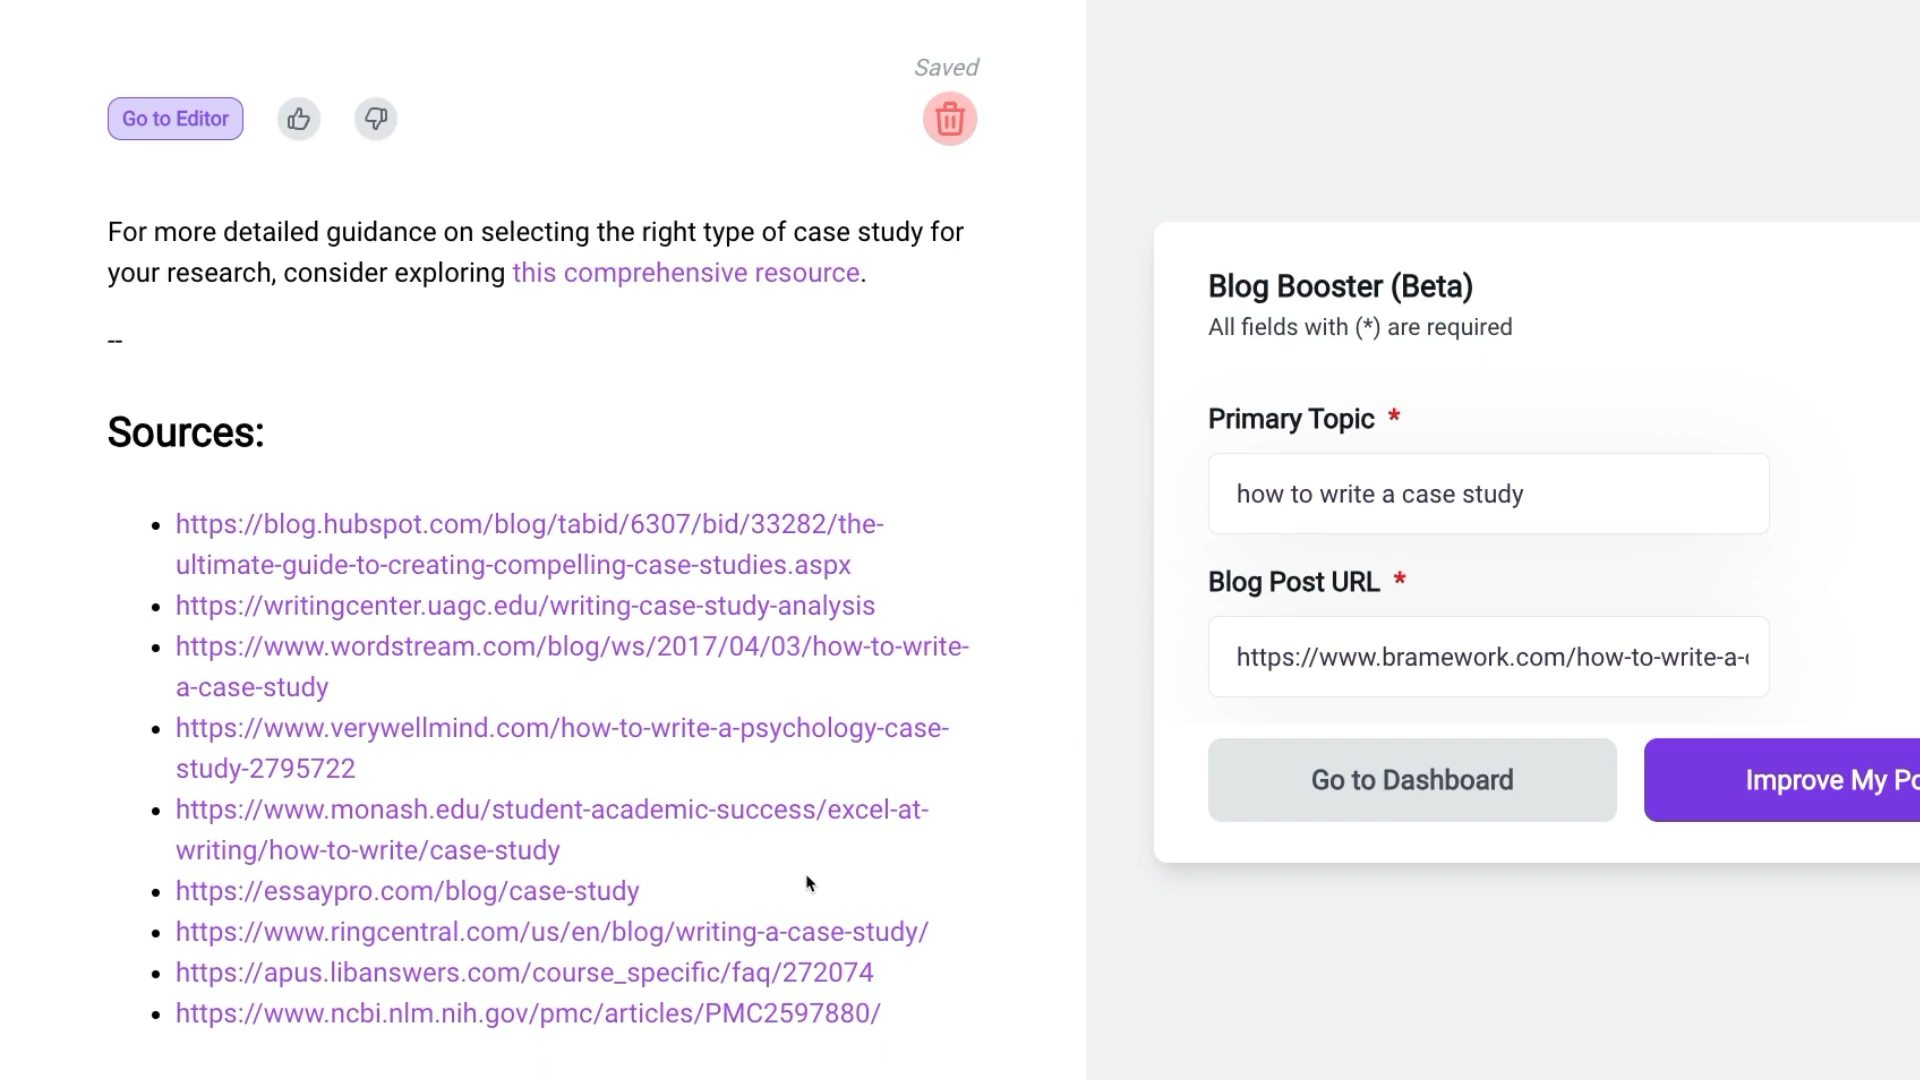 Saved
Go to Editor
For more detailed guidance on selecting the right type of case study for
your research, consider exploring this comprehensive resource.
--
Sources:
https://blog.hubspot.com/blog/tabid/6307/bid/33282/the-
ultimate-guide-to-creating-compelling-case-studies.aspx
https://writingcenter.uagc.edu/writing-case-study-analysis
https://www.wordstream.com/blog/ws/2017/04/03/how-to-write-
a-case-study
https://www.verywellmind.com/how-to-write-a-psychology-case-
study-2795722
https://www.monash.edu/student-academic-success/excel-at-
writing/how-to-write/case-study
https://essaypro.com/blog/case-study
https://www.ringcentral.com/us/en/blog/writing-a-case-study/
https://apus.libanswers.com/course_specific/faq/272074
https://www.ncbi.nlm.nih.gov/pmc/articles/PMC2597880/
Blog Booster (Beta)
All fields with (*) are required
Primary Topic *
how to write a case study
Blog Post URL *
https://www.bramework.com/how-to-write-a-
Go to Dashboard
Improve My